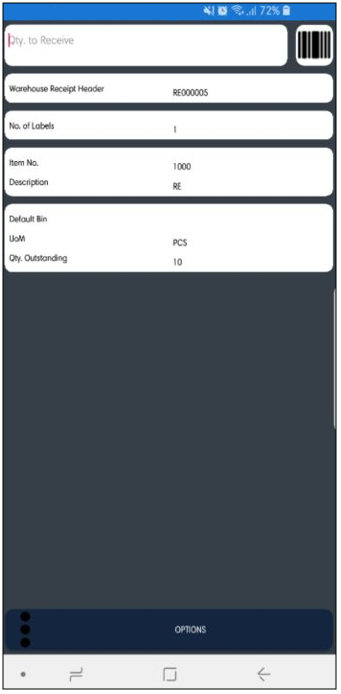 72%
Qty. to Receive
Warehouse Receipt Header RE000005
No. of Labels 1
Item No. 1000
Description RE
Default Bin
UoM PCS
Qty. Outstanding 10
OPTIONS